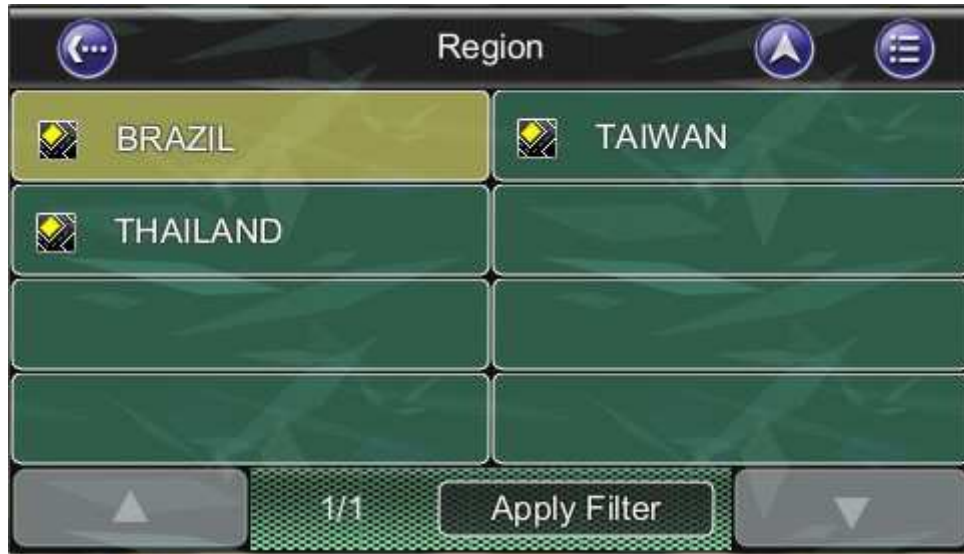 Region
BRAZIL
TAIWAN
THAILAND
1/1
Apply Filter